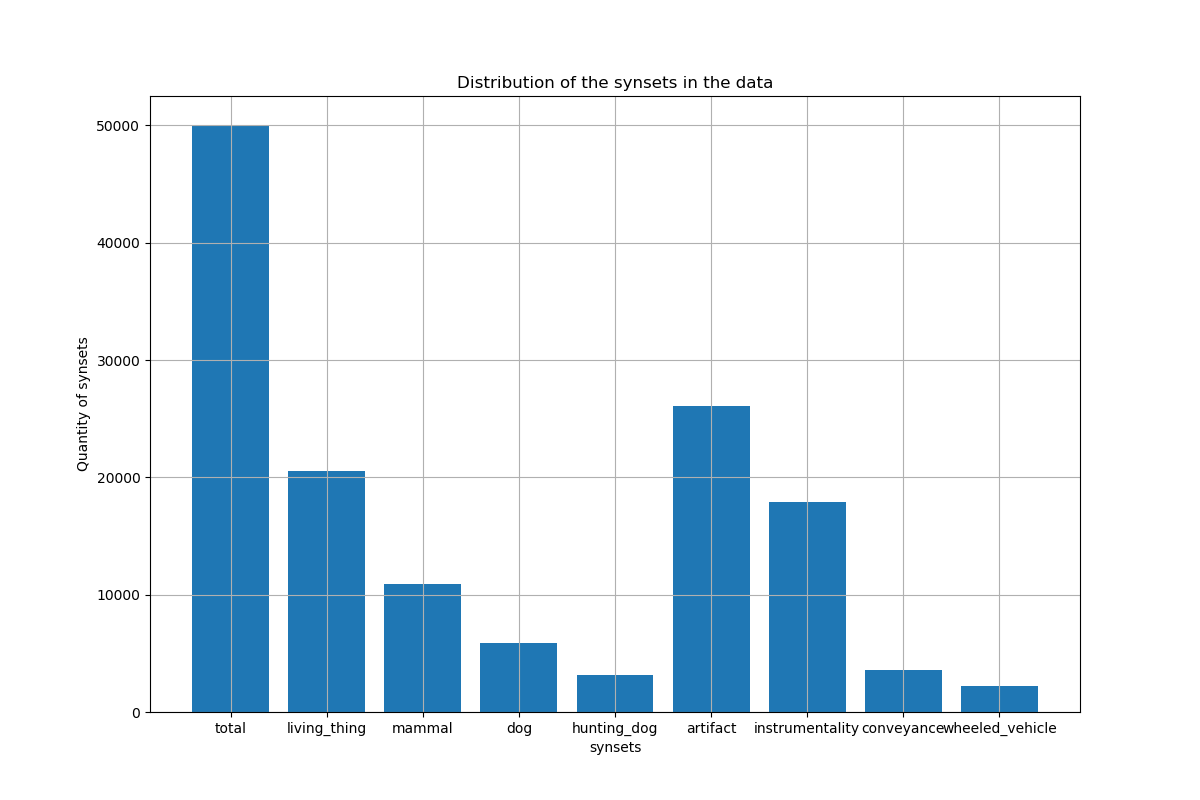 Distribution of the synsets in the data
Quantity of synsets
50000
40000
30000
20000
10000
0
total living_thing mammal dog hunting_dog artifact instrumentality conveyance wheeled_vehicle
synsets